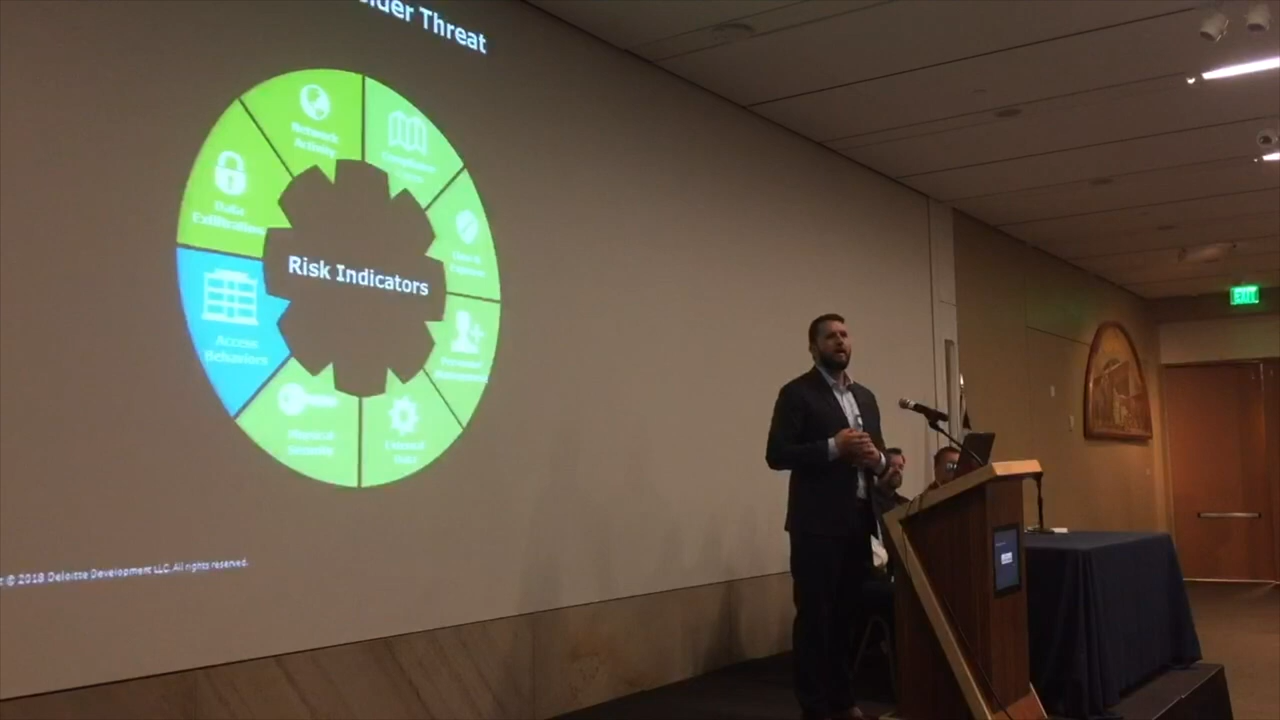 ider Threat
Network
Activity
Compliance
Data
Exfiltration
Risk Indicators
Access
Behaviors
Personnel
Management
Physical
Security
External
Data
© 2018 Deloitte Development LLC. All rights reserved.
EXIT